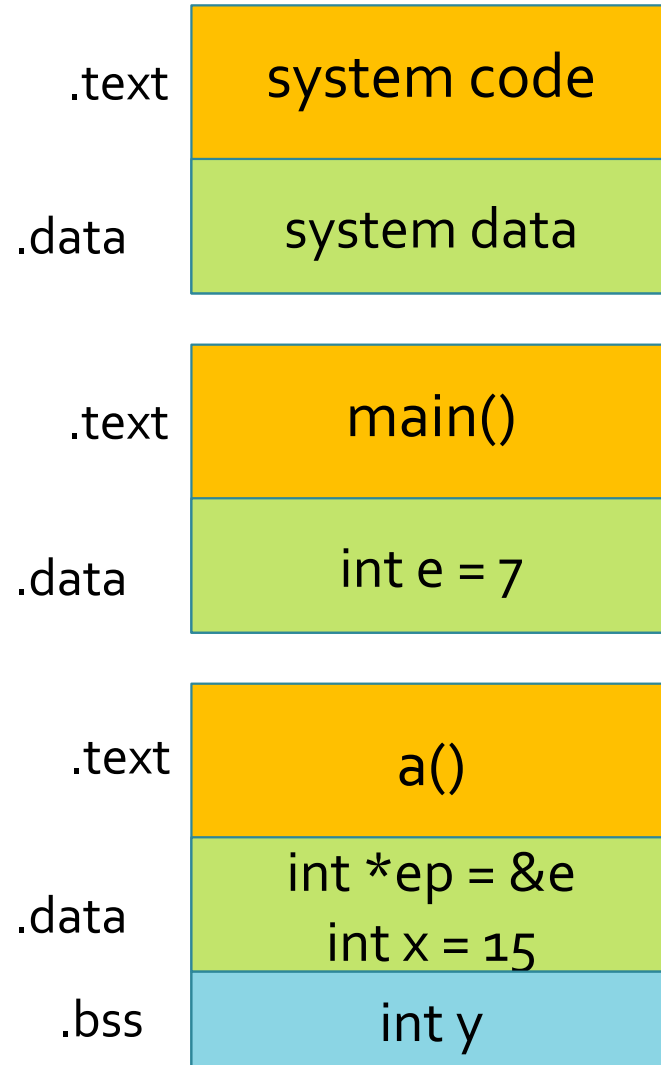 .text system code
.data system data
.text main()
.data int e = 7
.text a()
int *ep = &e
.data
int x = 15
.bss int y